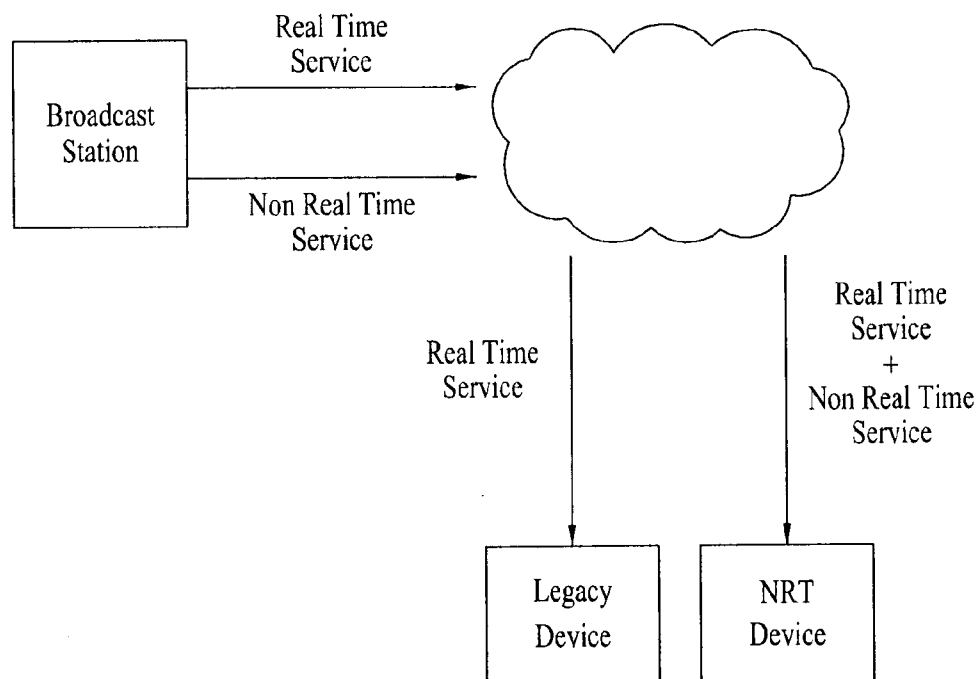 Real Time
Service
Broadcast
Station
Non Real Time
Service
Real Time
Service
Real Time
Service
+
Non Real Time
Service
Legacy
Device
NRT
Device